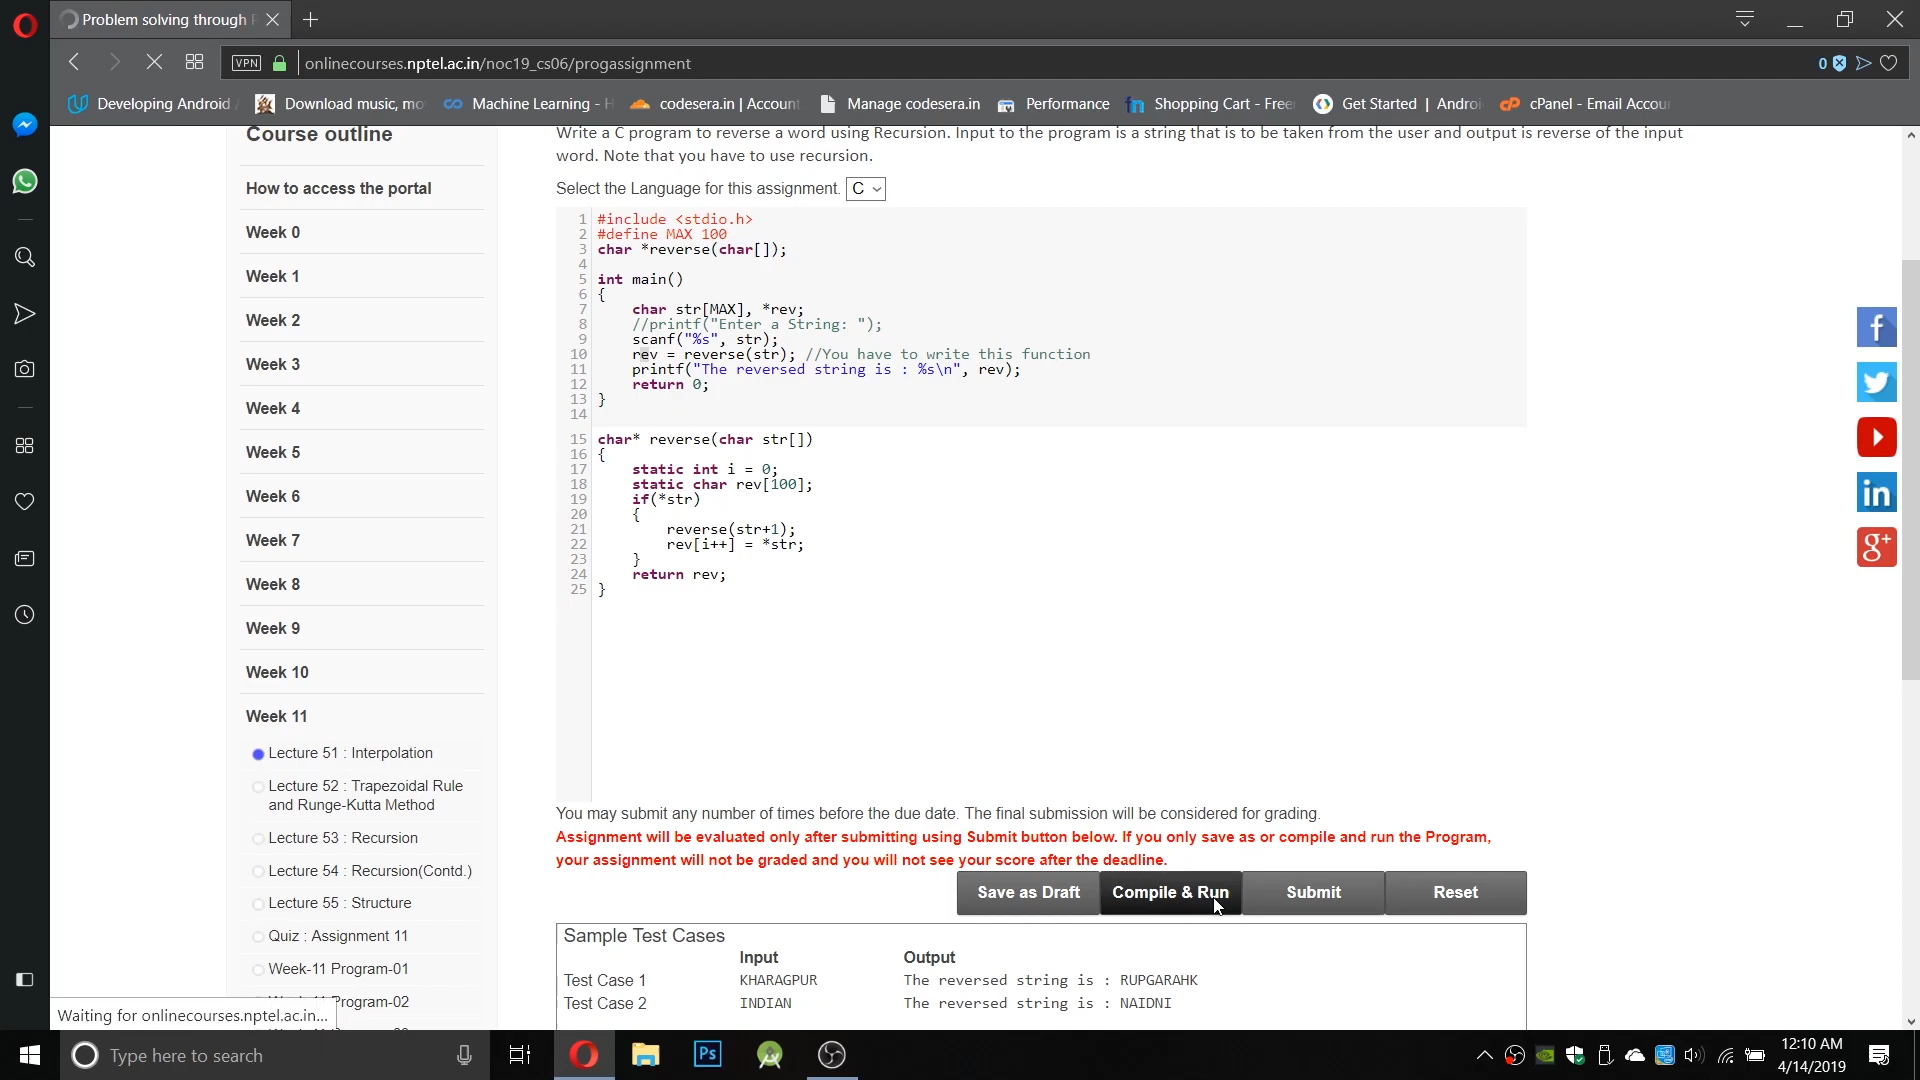 Problem solving through
VPN
onlinecourses.nptel.ac.in/noc19_cs06/progassignment
0
Developing Android
Download music, mo
Machine Learning -
codesera.in | Account
Manage codesera.in
Performance
Shopping Cart - Free
Get Started | Andro
cPanel - Email Accou
Course outline
How to access the portal
Week 0
Week 1
Week 2
Week 3
Week 4
Week 5
Week 6
Week 7
Week 8
Week 9
Week 10
Week 11
Lecture 51 : Interpolation
Lecture 52 : Trapezoidal Rule
and Runge-Kutta Method
Lecture 53 : Recursion
Lecture 54 : Recursion(Contd.)
Lecture 55 : Structure
Quiz : Assignment 11
Week-11 Program-01
Program-02
Waiting for onlinecourses.nptel.ac.in...
Write a C program to reverse a word using Recursion. Input to the program is a string that is to be taken from the user and output is reverse of the input
word. Note that you have to use recursion.
Select the Language for this assignment. C
1 #include <stdio.h>
2 #define MAX 100
3 char *reverse(char[]);
4
5 int main()
6 {
7 char str[MAX], *rev;
8 //printf("Enter a String: ");
9 scanf("%s", str);
10 rev = reverse(str); //You have to write this function
11 printf("The reversed string is : %s\n", rev);
12 return 0;
13 }
14
15 char* reverse(char str[])
16 {
17 static int i = 0;
18 static char rev[100];
19 if(*str)
20 {
21 reverse(str+1);
22 rev[i++] = *str;
23 }
24 return rev;
25 }
You may submit any number of times before the due date. The final submission will be considered for grading.
Assignment will be evaluated only after submitting using Submit button below. If you only save as or compile and run the Program,
your assignment will not be graded and you will not see your score after the deadline.
Save as Draft Compile & Run Submit Reset
Sample Test Cases
Input Output
Test Case 1 KHARAGPUR The reversed string is : RUPGARAHK
Test Case 2 INDIAN The reversed string is : NAIDNI
f
in
g+
Type here to search
Ps
12:10 AM
4/14/2019